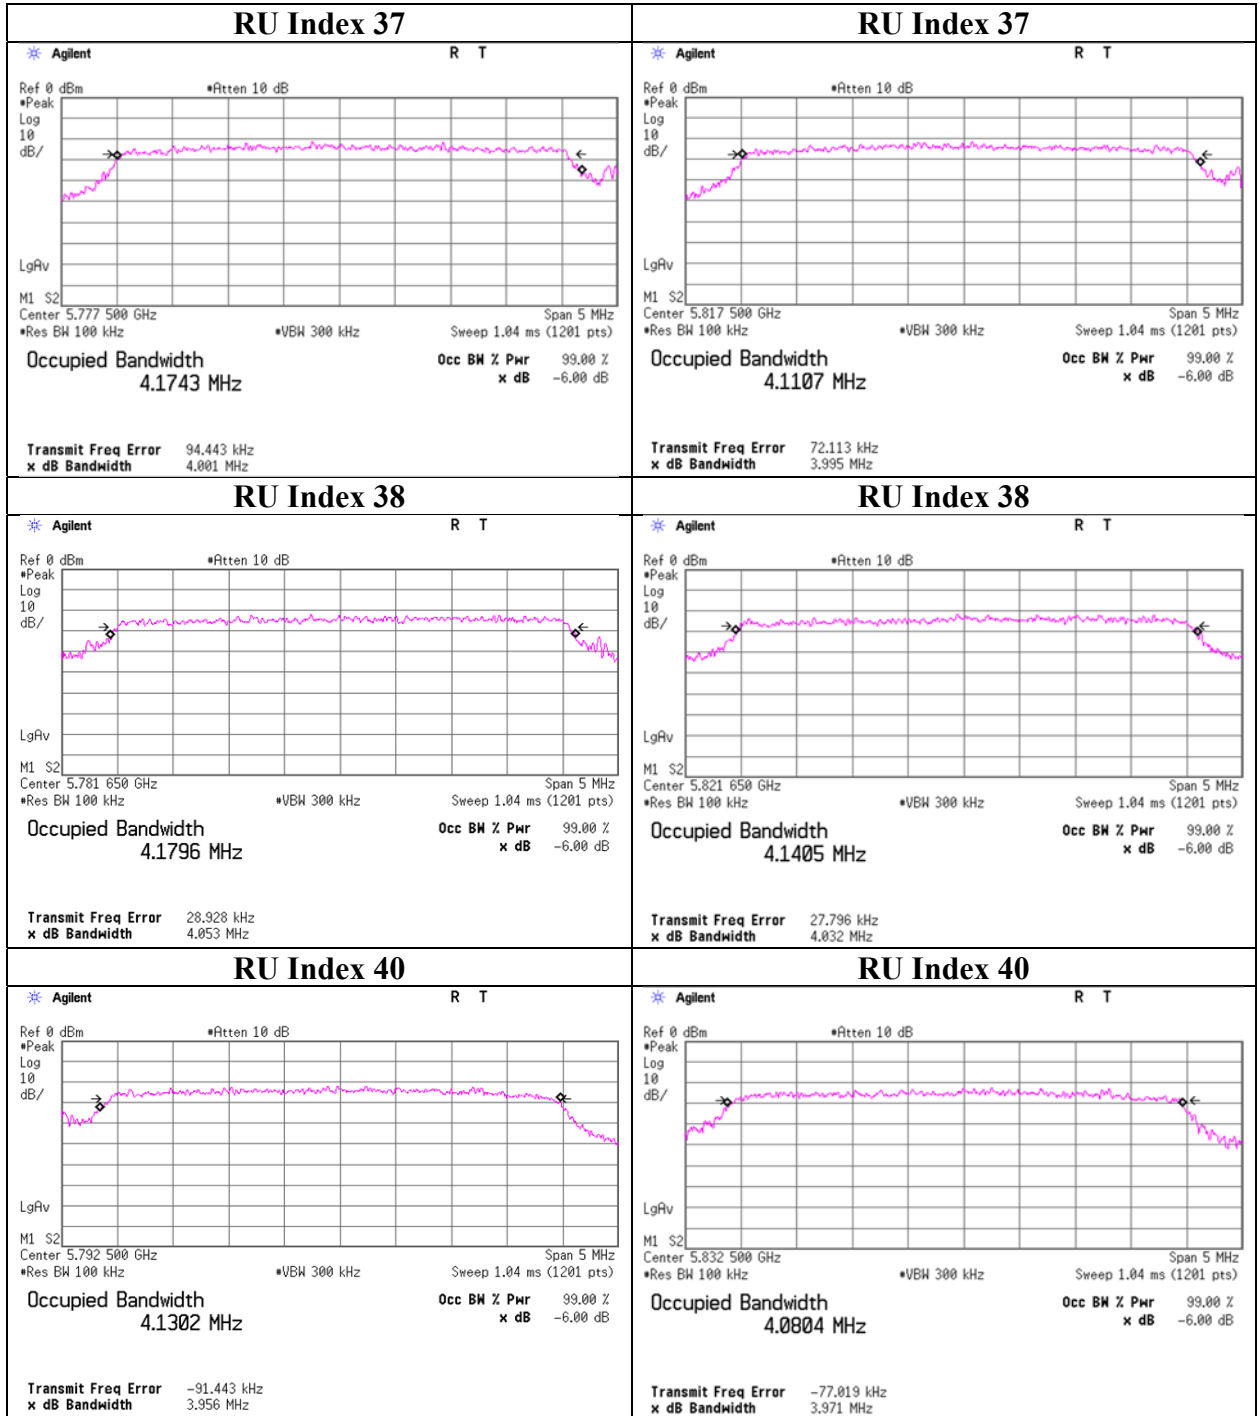 RU Index 37
Agilent R T
Ref 0 dBm #Atten 10 dB
#Peak
Log
10
dB/
LgAv
M1 S2
Center 5.777 500 GHz Span 5 MHz
#Res BW 100 kHz #VBW 300 kHz Sweep 1.04 ms (1201 pts)
Occupied Bandwidth Occ BW % Pwr 99.00 %
4.1743 MHz x dB -6.00 dB
Transmit Freq Error 94.443 kHz
x dB Bandwidth 4.001 MHz
RU Index 37
Agilent R T
Ref 0 dBm #Atten 10 dB
#Peak
Log
10
dB/
LgAv
M1 S2
Center 5.817 500 GHz Span 5 MHz
#Res BW 100 kHz #VBW 300 kHz Sweep 1.04 ms (1201 pts)
Occupied Bandwidth Occ BW % Pwr 99.00 %
4.1107 MHz x dB -6.00 dB
Transmit Freq Error 72.113 kHz
x dB Bandwidth 3.995 MHz
RU Index 38
Agilent R T
Ref 0 dBm #Atten 10 dB
#Peak
Log
10
dB/
LgAv
M1 S2
Center 5.781 650 GHz Span 5 MHz
#Res BW 100 kHz #VBW 300 kHz Sweep 1.04 ms (1201 pts)
Occupied Bandwidth Occ BW % Pwr 99.00 %
4.1796 MHz x dB -6.00 dB
Transmit Freq Error 28.928 kHz
x dB Bandwidth 4.053 MHz
RU Index 38
Agilent R T
Ref 0 dBm #Atten 10 dB
#Peak
Log
10
dB/
LgAv
M1 S2
Center 5.821 650 GHz Span 5 MHz
#Res BW 100 kHz #VBW 300 kHz Sweep 1.04 ms (1201 pts)
Occupied Bandwidth Occ BW % Pwr 99.00 %
4.1405 MHz x dB -6.00 dB
Transmit Freq Error 27.796 kHz
x dB Bandwidth 4.032 MHz
RU Index 40
Agilent R T
Ref 0 dBm #Atten 10 dB
#Peak
Log
10
dB/
LgAv
M1 S2
Center 5.792 500 GHz Span 5 MHz
#Res BW 100 kHz #VBW 300 kHz Sweep 1.04 ms (1201 pts)
Occupied Bandwidth Occ BW % Pwr 99.00 %
4.1302 MHz x dB -6.00 dB
Transmit Freq Error -91.443 kHz
x dB Bandwidth 3.956 MHz
RU Index 40
Agilent R T
Ref 0 dBm #Atten 10 dB
#Peak
Log
10
dB/
LgAv
M1 S2
Center 5.832 500 GHz Span 5 MHz
#Res BW 100 kHz #VBW 300 kHz Sweep 1.04 ms (1201 pts)
Occupied Bandwidth Occ BW % Pwr 99.00 %
4.0804 MHz x dB -6.00 dB
Transmit Freq Error -77.019 kHz
x dB Bandwidth 3.971 MHz